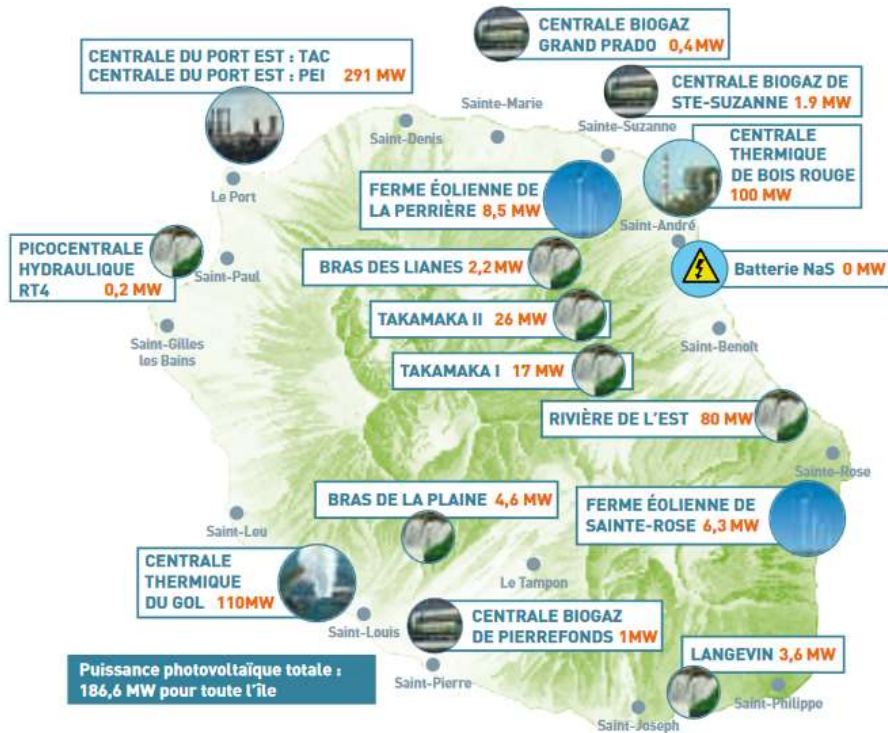 CENTRALE BIOGAZ
GRAND PRADO 0,4 MW
CENTRALE DU PORT EST : TAC
CENTRALE DU PORT EST : PEI 291 MW
CENTRALE BIOGAZ DE
STE-SUZANNE 1.9 MW
Sainte-Marie
Saint-Denis
Sainte-Suzanne
CENTRALE
THERMIQUE
DE BOIS ROUGE
100 MW
Le Port
FERME ÉOLIENNE DE
LA PERRIÈRE 8,5 MW
Saint-André
PICOCENTRALE
HYDRAULIQUE
RT4 0,2 MW
Saint-Paul
BRAS DES LIANES 2,2 MW
Batterie NaS 0 MW
TAKAMAKA II 26 MW
Saint-Gilles
les Bains
Saint-Benoît
TAKAMAKA I 17 MW
RIVIÈRE DE L'EST 80 MW
Sainte-Rose
BRAS DE LA PLAINE 4,6 MW
FERME ÉOLIENNE DE
SAINTE-ROSE 6,3 MW
Saint-Leu
CENTRALE
THERMIQUE
DU GOL 110MW
Le Tampon
Saint-Louis
CENTRALE BIOGAZ
DE PIERREFONDS 1MW
LANGEVIN 3,6 MW
Puissance photovoltaïque totale :
186,6 MW pour toute l'île
Saint-Pierre
Saint-Philippe
Saint-Joseph